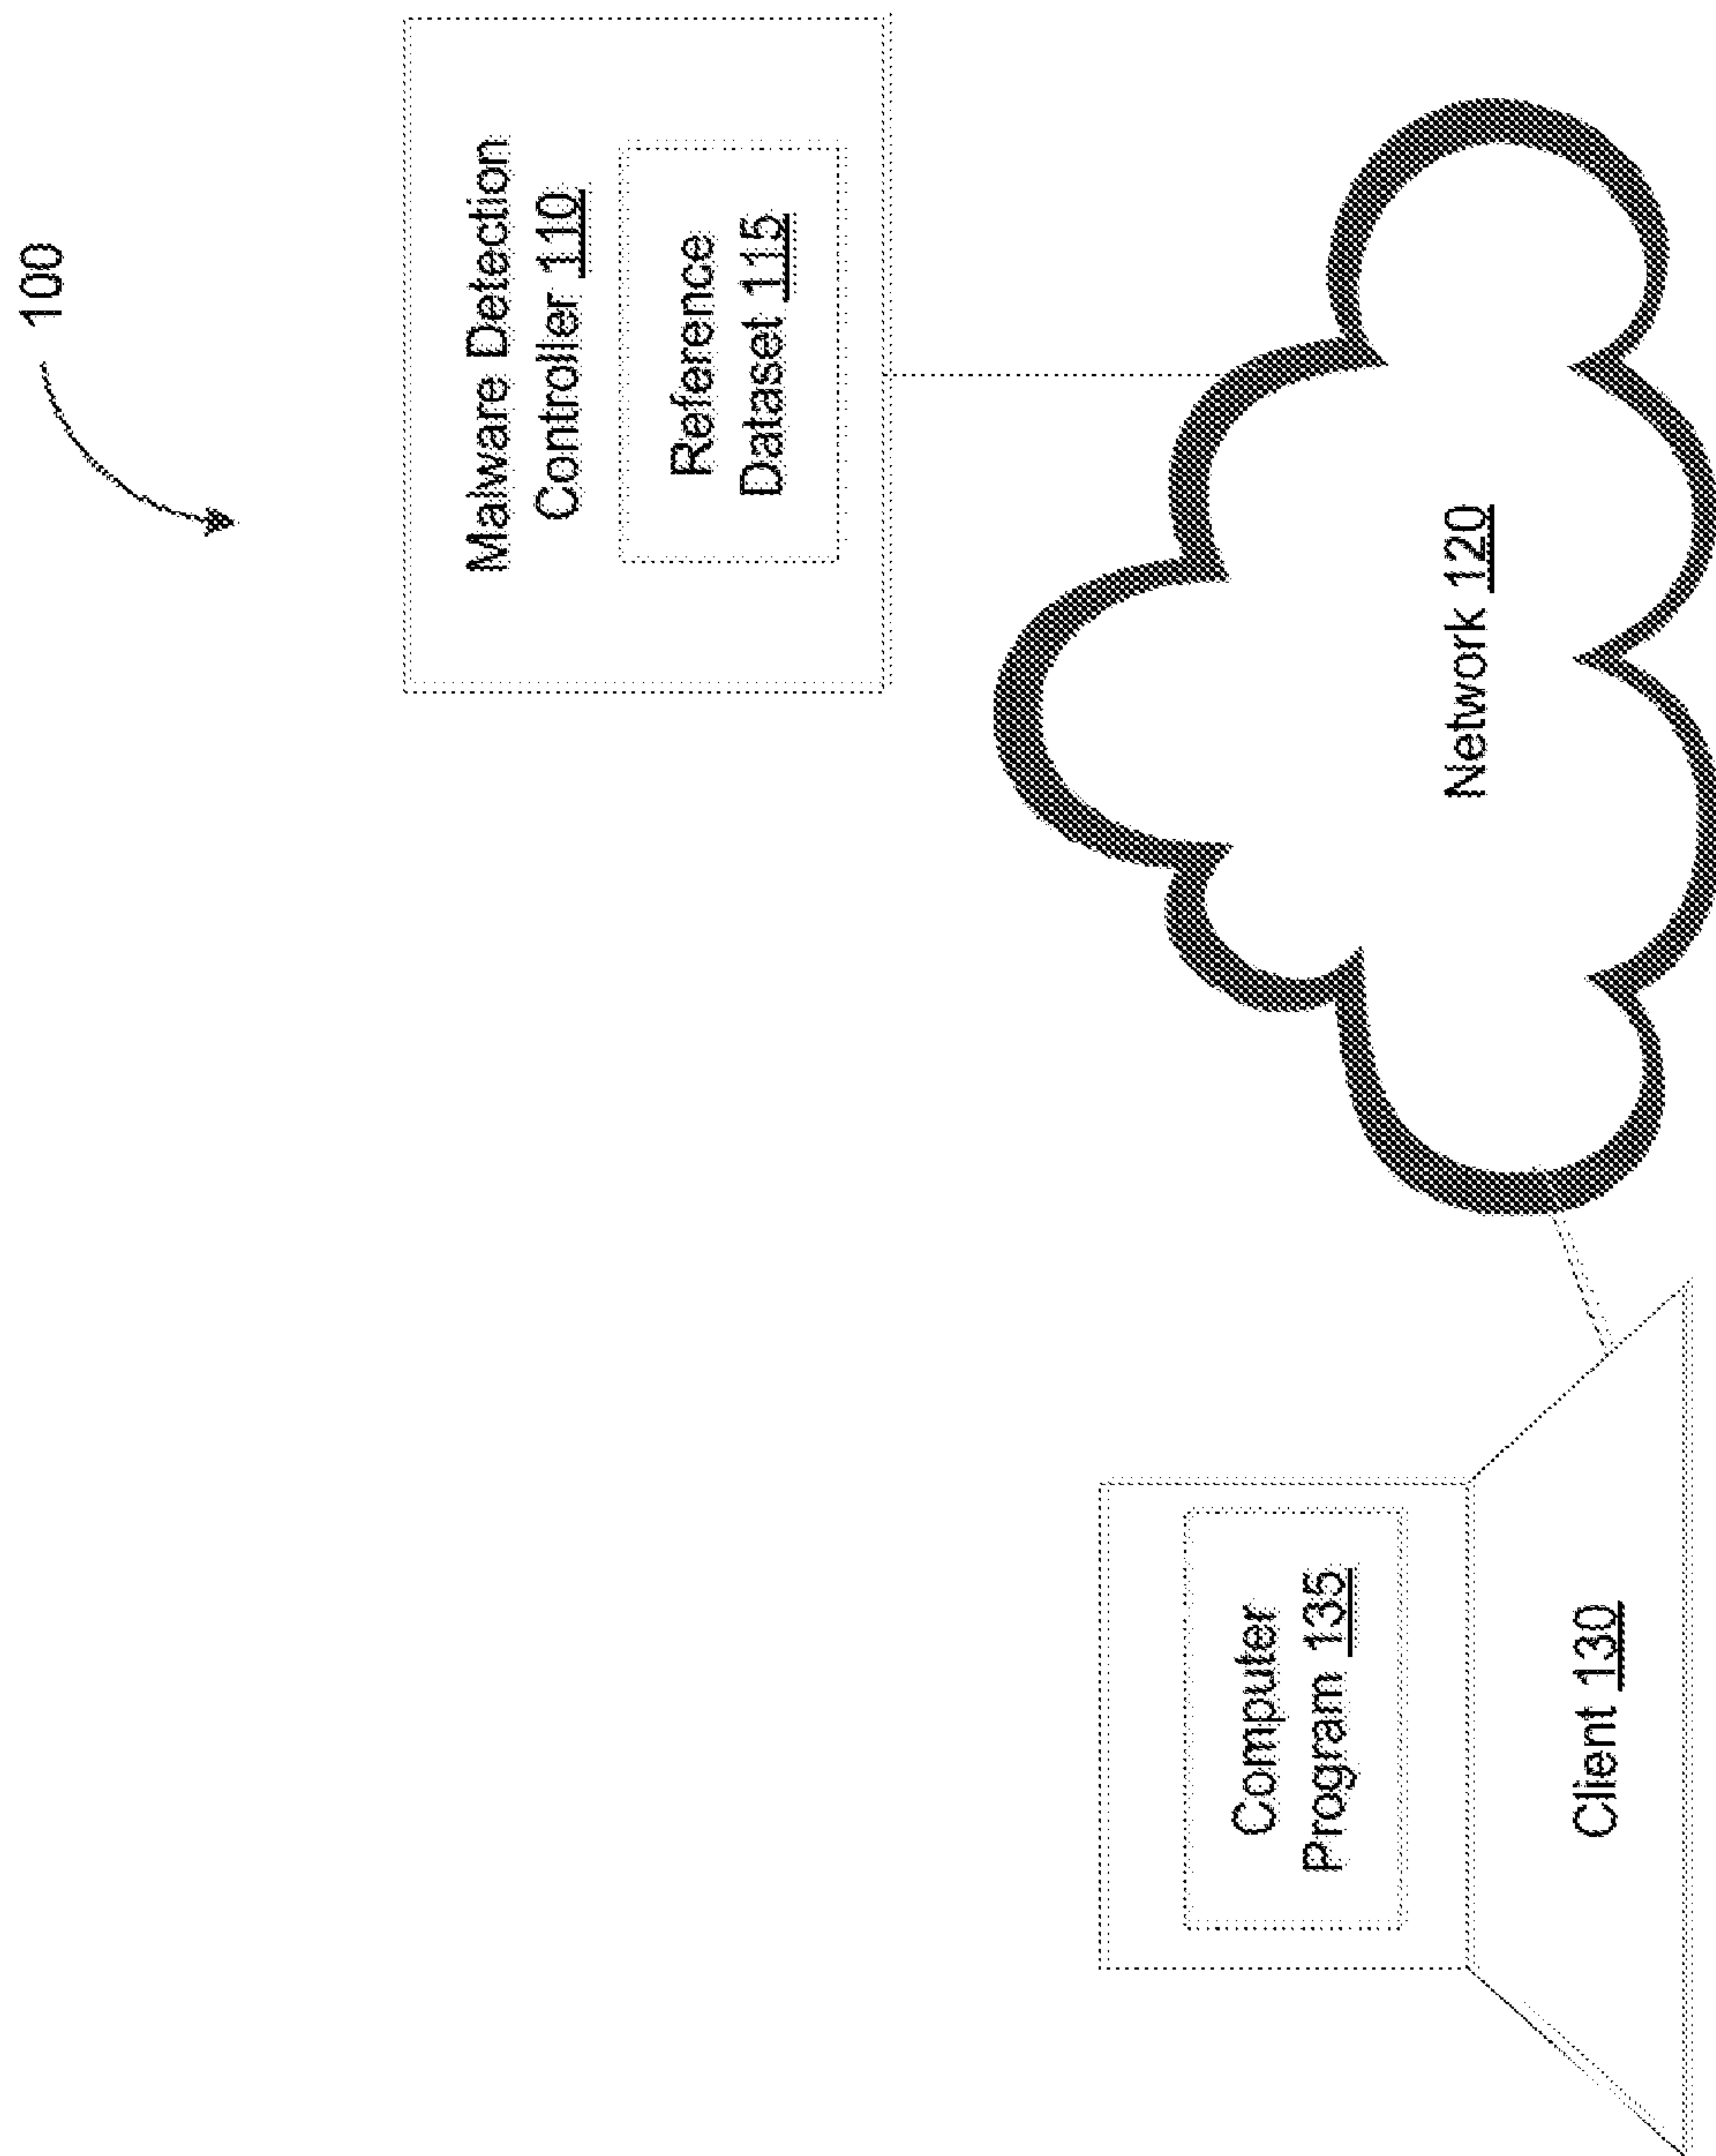 100
Malware Detection
Controller 110
Reference
Dataset 115
Network 120
Computer
Program 135
Client 130